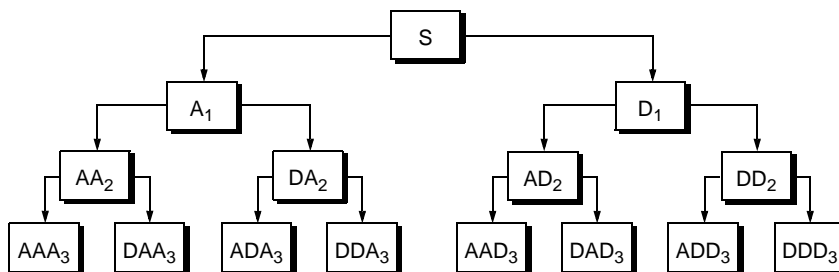 S
A₁ D₁
AA₂ DA₂ AD₂ DD₂
AAA₃ DAA₃ ADA₃ DDA₃ AAD₃ DAD₃ ADD₃ DDD₃